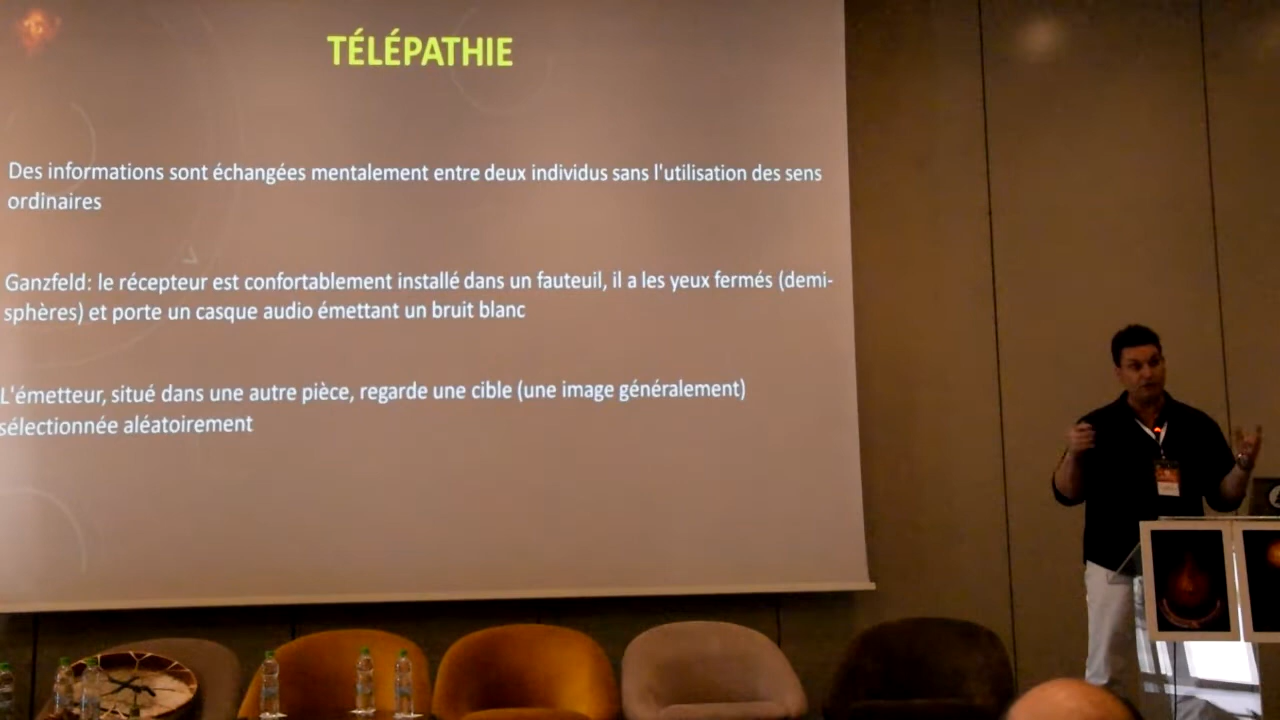 TÉLÉPATHIE
Des informations sont échangées mentalement entre deux individus sans l'utilisation des sens
ordinaires
Ganzfeld: le récepteur est confortablement installé dans un fauteuil, il a les yeux fermés (demi-
sphères) et porte un casque audio émettant un bruit blanc
L'émetteur, situé dans une autre pièce, regarde une cible (une image généralement)
sélectionnée aléatoirement